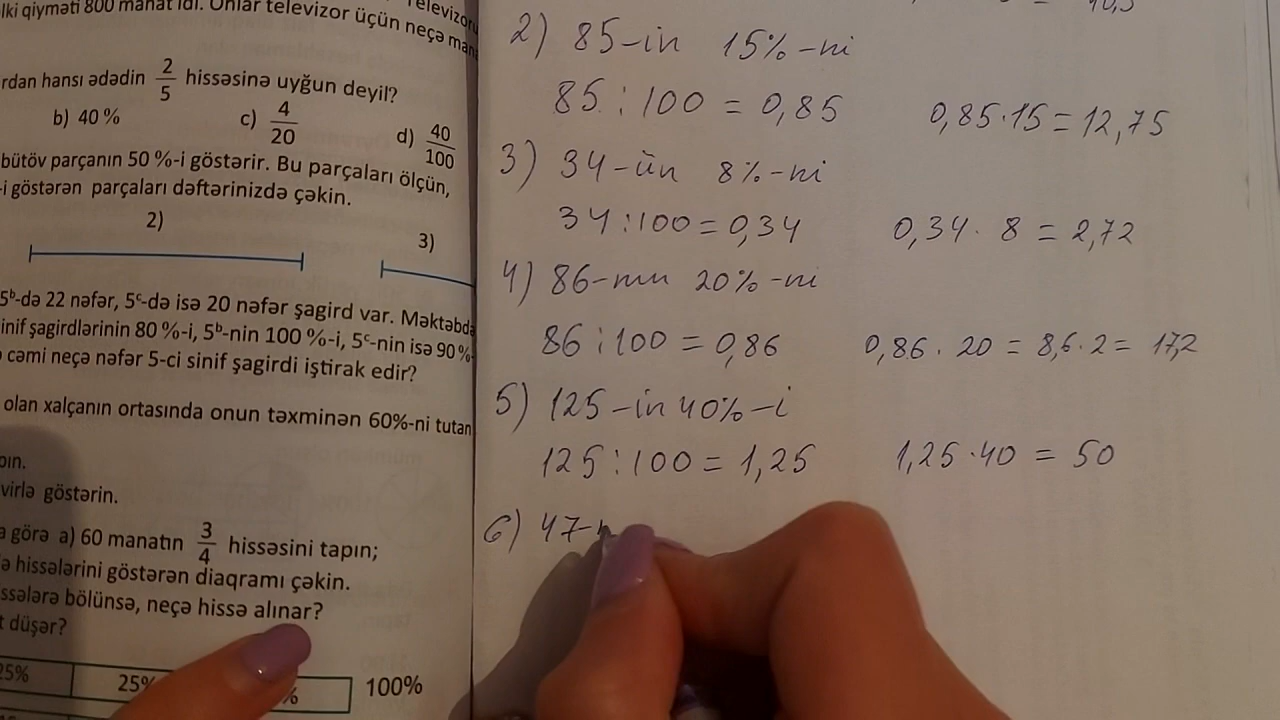 lki qiyməti 800 manat idi. Onlar televizor üçün neçə
rdan hansı ədədin 2/5 hissəsinə uyğun deyil?
b) 40 % c) 4/20 d) 40/100
bütöv parçanın 50 %-i göstərir. Bu parçaları ölçün,
-i göstərən parçaları dəftərinizdə çəkin.
2) 3)
5ᵇ-də 22 nəfər, 5ᶜ-də isə 20 nəfər şagird var. Məktəbdə
inif şagirdlərinin 80 %-i, 5ᵇ-nin 100 %-i, 5ᶜ-nin isə 90 %-
cəmi neçə nəfər 5-ci sinif şagirdi iştirak edir?
olan xalçanın ortasında onun təxminən 60%-ni tutan
pın.
virlə göstərin.
a görə a) 60 manatın 3/4 hissəsini tapın;
ə hissələrini göstərən diaqramı çəkin.
ssələrə bölünsə, neçə hissə alınar?
t düşər?
25% 25% % 100%
2) 85-in 15%-ni
85 : 100 = 0,85 0,85·15 = 12,75
3) 34-ün 8%-ni
34 : 100 = 0,34 0,34 · 8 = 2,72
4) 86-nın 20%-ni
86 : 100 = 0,86 0,86 · 20 = 8,6 · 2 = 17,2
5) 125-in 40%-i
125 : 100 = 1,25 1,25 · 40 = 50
6) 47-n